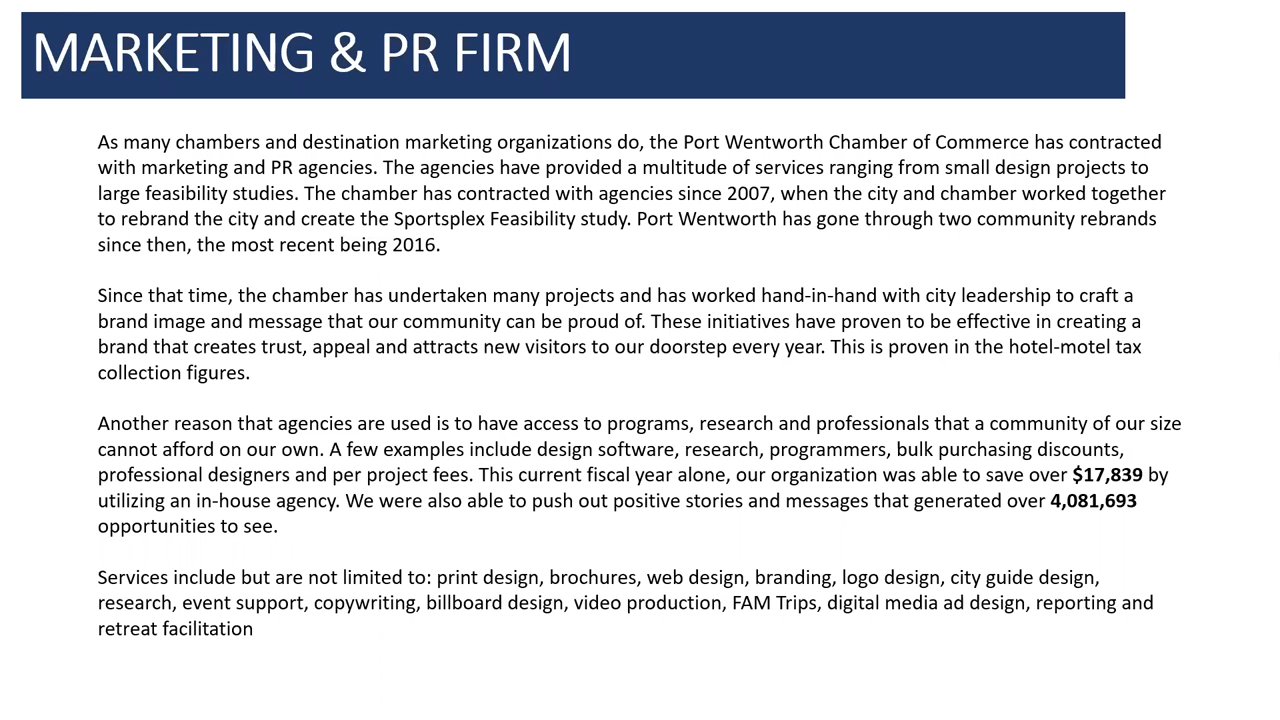 MARKETING & PR FIRM
As many chambers and destination marketing organizations do, the Port Wentworth Chamber of Commerce has contracted
with marketing and PR agencies. The agencies have provided a multitude of services ranging from small design projects to
large feasibility studies. The chamber has contracted with agencies since 2007, when the city and chamber worked together
to rebrand the city and create the Sportsplex Feasibility study. Port Wentworth has gone through two community rebrands
since then, the most recent being 2016.
Since that time, the chamber has undertaken many projects and has worked hand-in-hand with city leadership to craft a
brand image and message that our community can be proud of. These initiatives have proven to be effective in creating a
brand that creates trust, appeal and attracts new visitors to our doorstep every year. This is proven in the hotel-motel tax
collection figures.
Another reason that agencies are used is to have access to programs, research and professionals that a community of our size
cannot afford on our own. A few examples include design software, research, programmers, bulk purchasing discounts,
professional designers and per project fees. This current fiscal year alone, our organization was able to save over $17,839 by
utilizing an in-house agency. We were also able to push out positive stories and messages that generated over 4,081,693
opportunities to see.
Services include but are not limited to: print design, brochures, web design, branding, logo design, city guide design,
research, event support, copywriting, billboard design, video production, FAM Trips, digital media ad design, reporting and
retreat facilitation